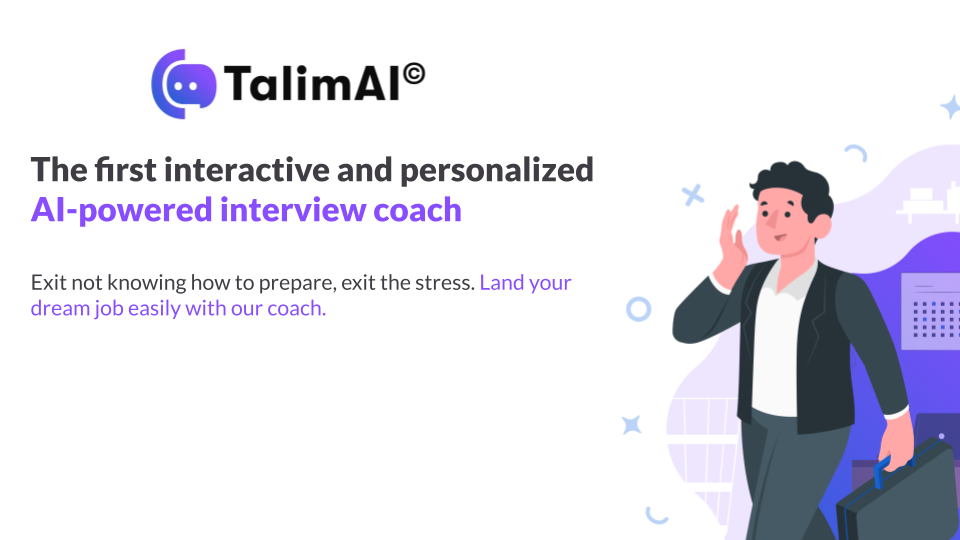 TalimAI©
The first interactive and personalized
AI-powered interview coach
Exit not knowing how to prepare, exit the stress. Land your
dream job easily with our coach.